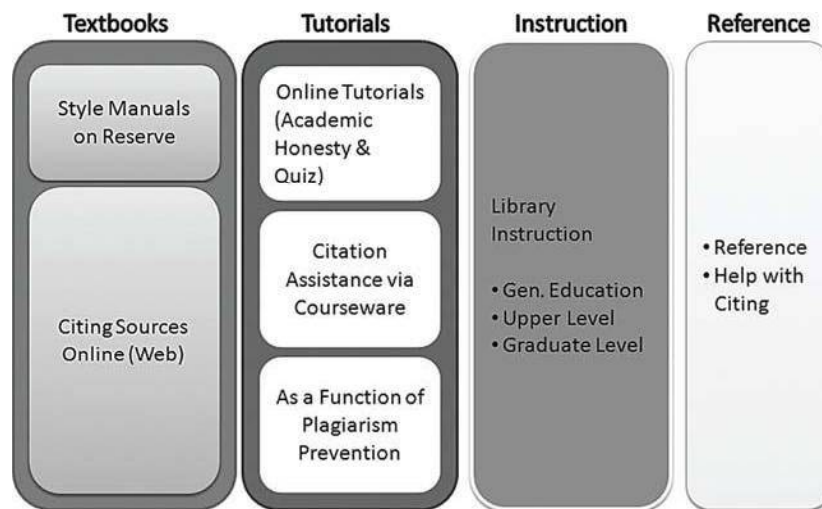 Textbooks
Style Manuals
on Reserve
Citing Sources
Online (Web)
Tutorials
Online Tutorials
(Academic
Honesty &
Quiz)
Citation
Assistance via
Courseware
As a Function of
Plagiarism
Prevention
Instruction
Library
Instruction
• Gen. Education
• Upper Level
• Graduate Level
Reference
• Reference
• Help with
Citing